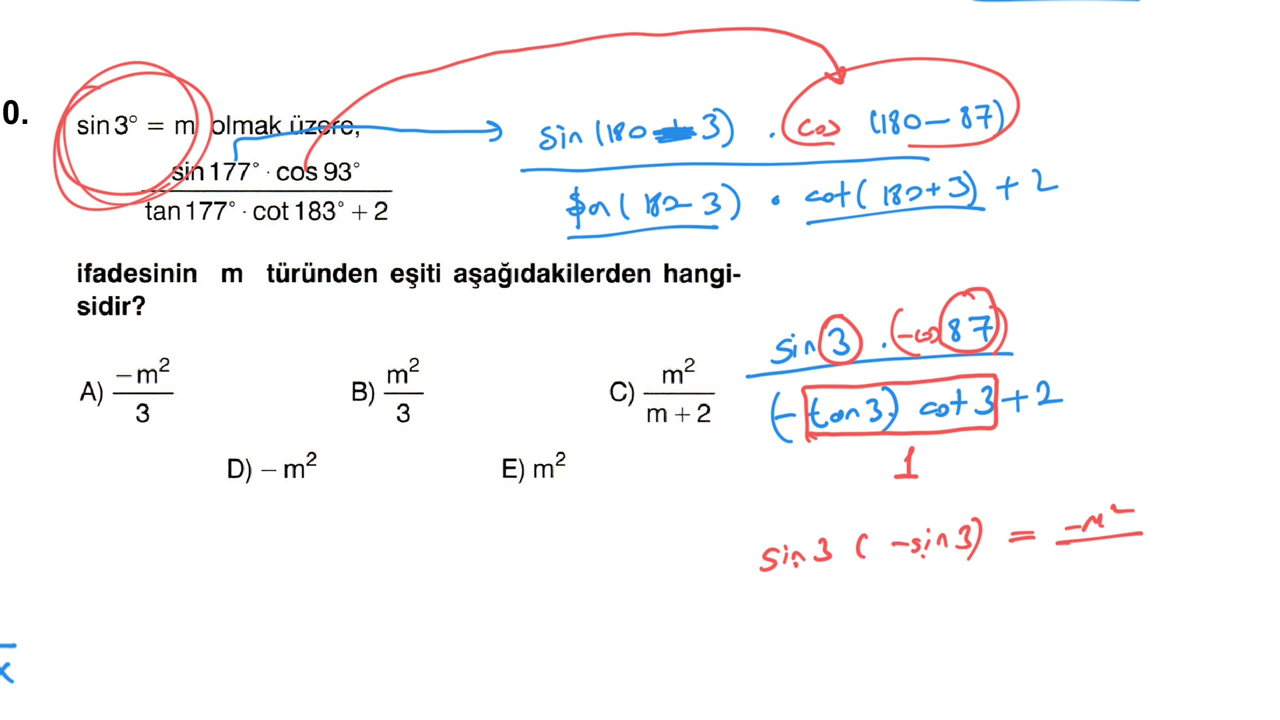 0.
sin 3° = m olmak üzere,
sin 177° · cos 93°
tan 177° · cot 183° + 2
ifadesinin m türünden eşiti aşağıdakilerden hangi-
sidir?
A) −m²/3 B) m²/3 C) m²/(m + 2)
D) − m² E) m²
sin (180 - 3) . cos (180 − 87)
tan (180 - 3) · cot (180 + 3) + 2
sin 3 . (-cos 87)
(- tan 3) cot 3 + 2
1
sin 3 ( -sin 3) = -m²
x